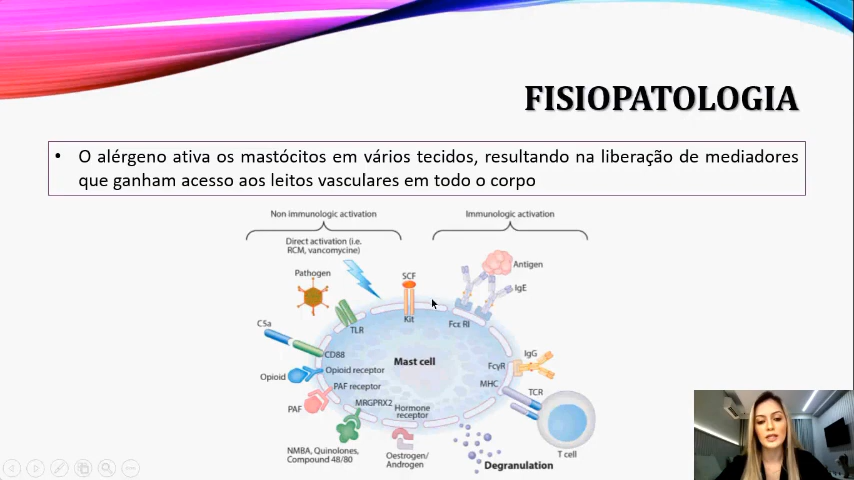 FISIOPATOLOGIA
• O alérgeno ativa os mastócitos em vários tecidos, resultando na liberação de mediadores
que ganham acesso aos leitos vasculares em todo o corpo
Non immunologic activation
Immunologic activation
Direct activation (i.e.
RCM, vancomycine)
Pathogen
SCF
Antigen
IgE
Kit
TLR
Fcε RI
C5a
CD88
Mast cell
IgG
FcγR
Opioid receptor
Opioid
PAF receptor
MHC
TCR
PAF
MRGPRX2
Hormone
receptor
NMBA, Quinolones,
Compound 48/80
Oestrogen/
Androgen
T cell
Degranulation